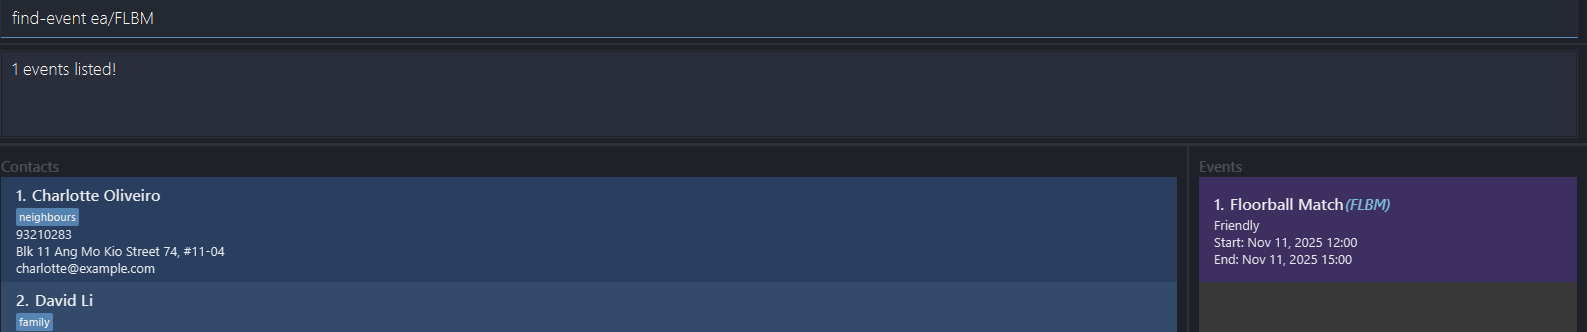 find-event ea/FLBM
1 events listed!
Contacts
1. Charlotte Oliveiro
neighbours
93210283
Blk 11 Ang Mo Kio Street 74, #11-04
charlotte@example.com
2. David Li
family
Events
1. Floorball Match(FLBM)
Friendly
Start: Nov 11, 2025 12:00
End: Nov 11, 2025 15:00